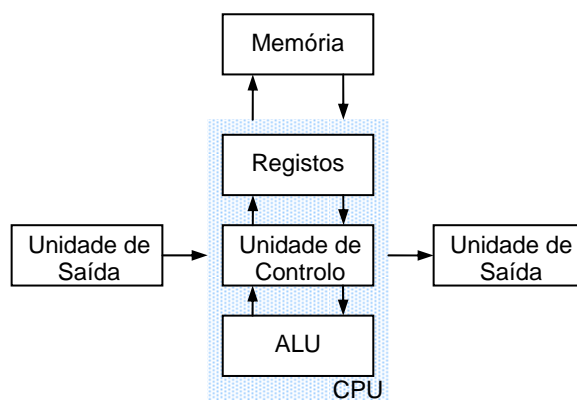 Memória
Registos
Unidade de
Saída
Unidade de
Controlo
Unidade de
Saída
ALU
CPU